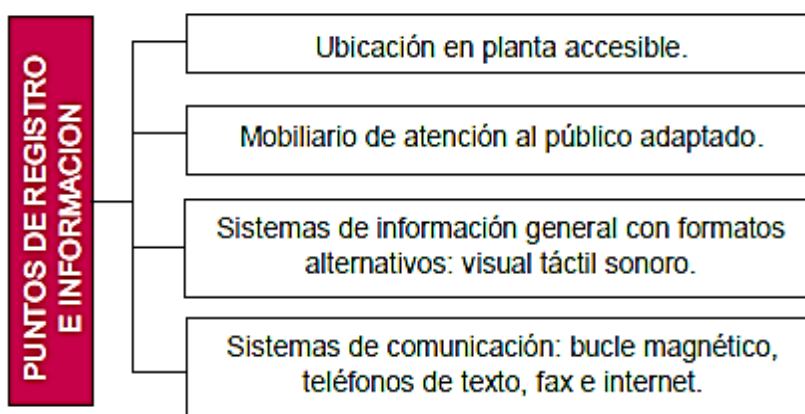 PUNTOS DE REGISTRO
E INFORMACION
Ubicación en planta accesible.
Mobiliario de atención al público adaptado.
Sistemas de información general con formatos
alternativos: visual táctil sonoro.
Sistemas de comunicación: bucle magnético,
teléfonos de texto, fax e internet.